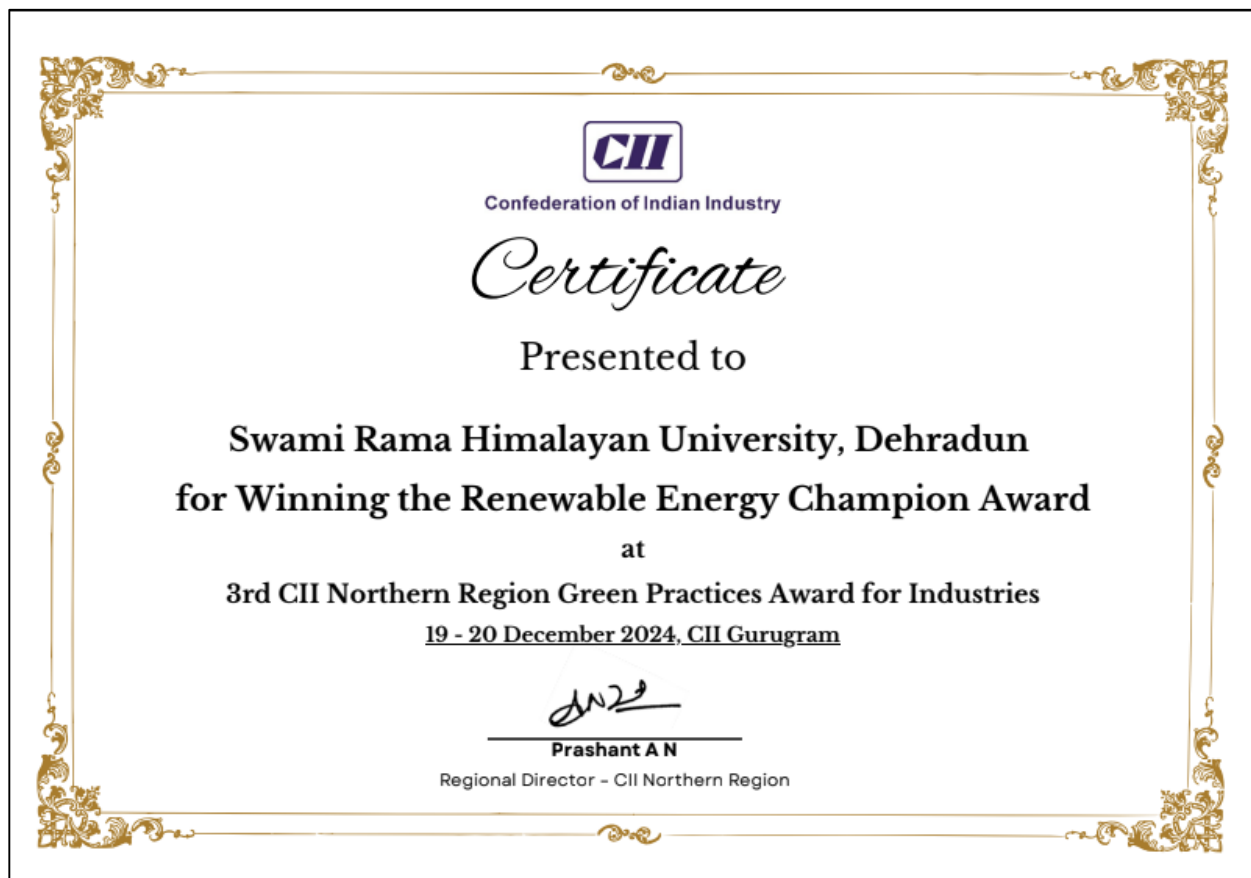 CII
Confederation of Indian Industry
Certificate
Presented to
Swami Rama Himalayan University, Dehradun
for Winning the Renewable Energy Champion Award
at
3rd CII Northern Region Green Practices Award for Industries
19 - 20 December 2024, CII Gurugram
Prashant A N
Regional Director - CII Northern Region